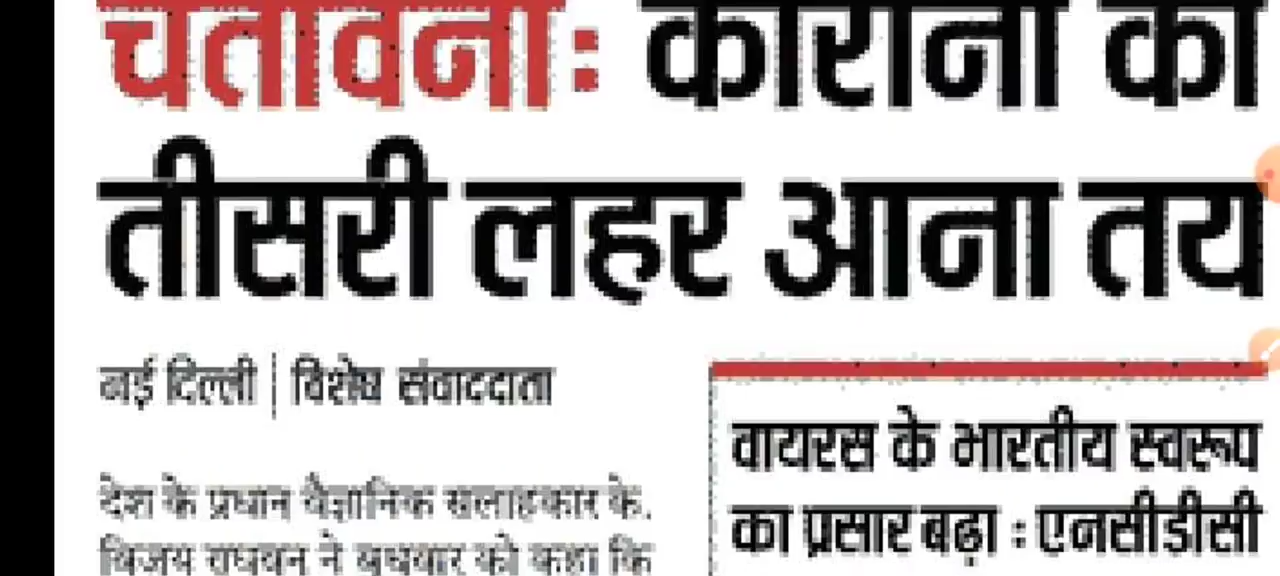 चेतावनी: कोरोना की
तीसरी लहर आना तय
नई दिल्ली | विशेष संवाददाता
देश के प्रधान वैज्ञानिक सलाहकार के.
विजय राघवन ने बुधवार को कहा कि
वायरस के भारतीय स्वरूप
का प्रसार बढ़ा : एनसीडीसी